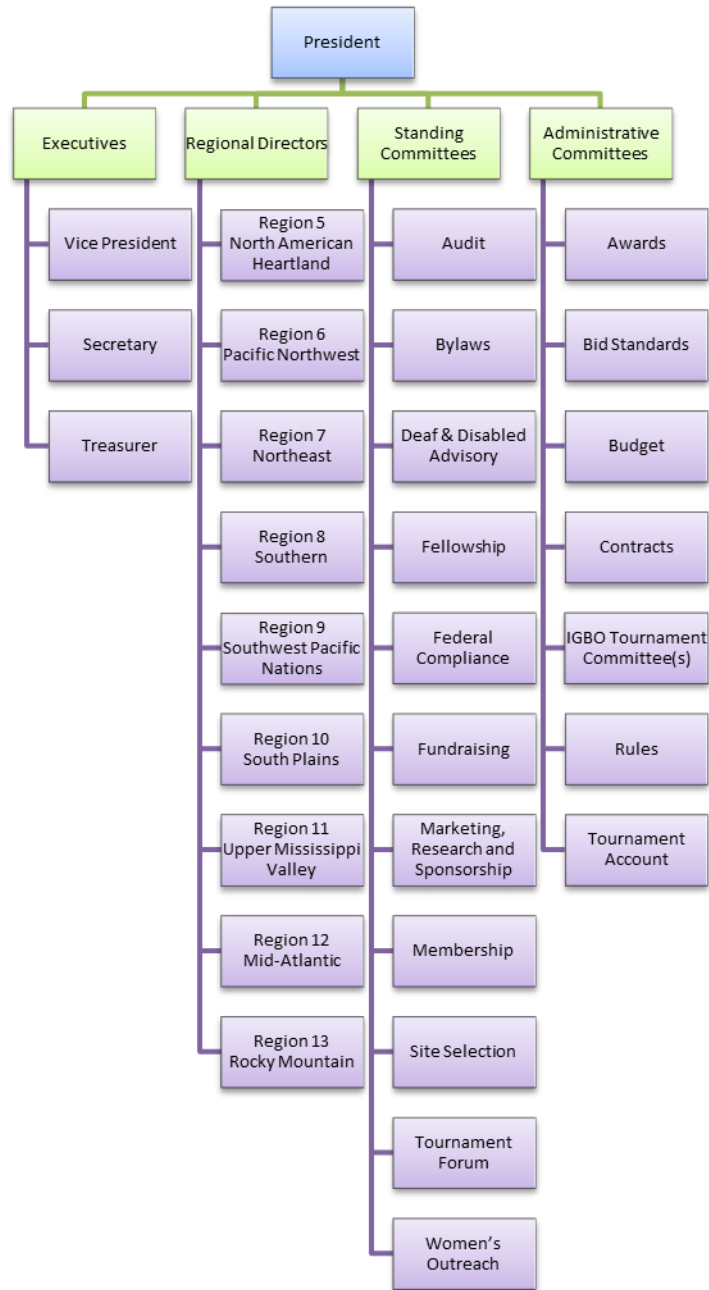 President
Executives
Vice President
Secretary
Treasurer
Regional Directors
Region 5
North American
Heartland
Region 6
Pacific Northwest
Region 7
Northeast
Region 8
Southern
Region 9
Southwest Pacific
Nations
Region 10
South Plains
Region 11
Upper Mississippi
Valley
Region 12
Mid-Atlantic
Region 13
Rocky Mountain
Standing
Committees
Audit
Bylaws
Deaf & Disabled
Advisory
Fellowship
Federal
Compliance
Fundraising
Marketing,
Research and
Sponsorship
Membership
Site Selection
Tournament
Forum
Women's
Outreach
Administrative
Committees
Awards
Bid Standards
Budget
Contracts
IGBO Tournament
Committee(s)
Rules
Tournament
Account